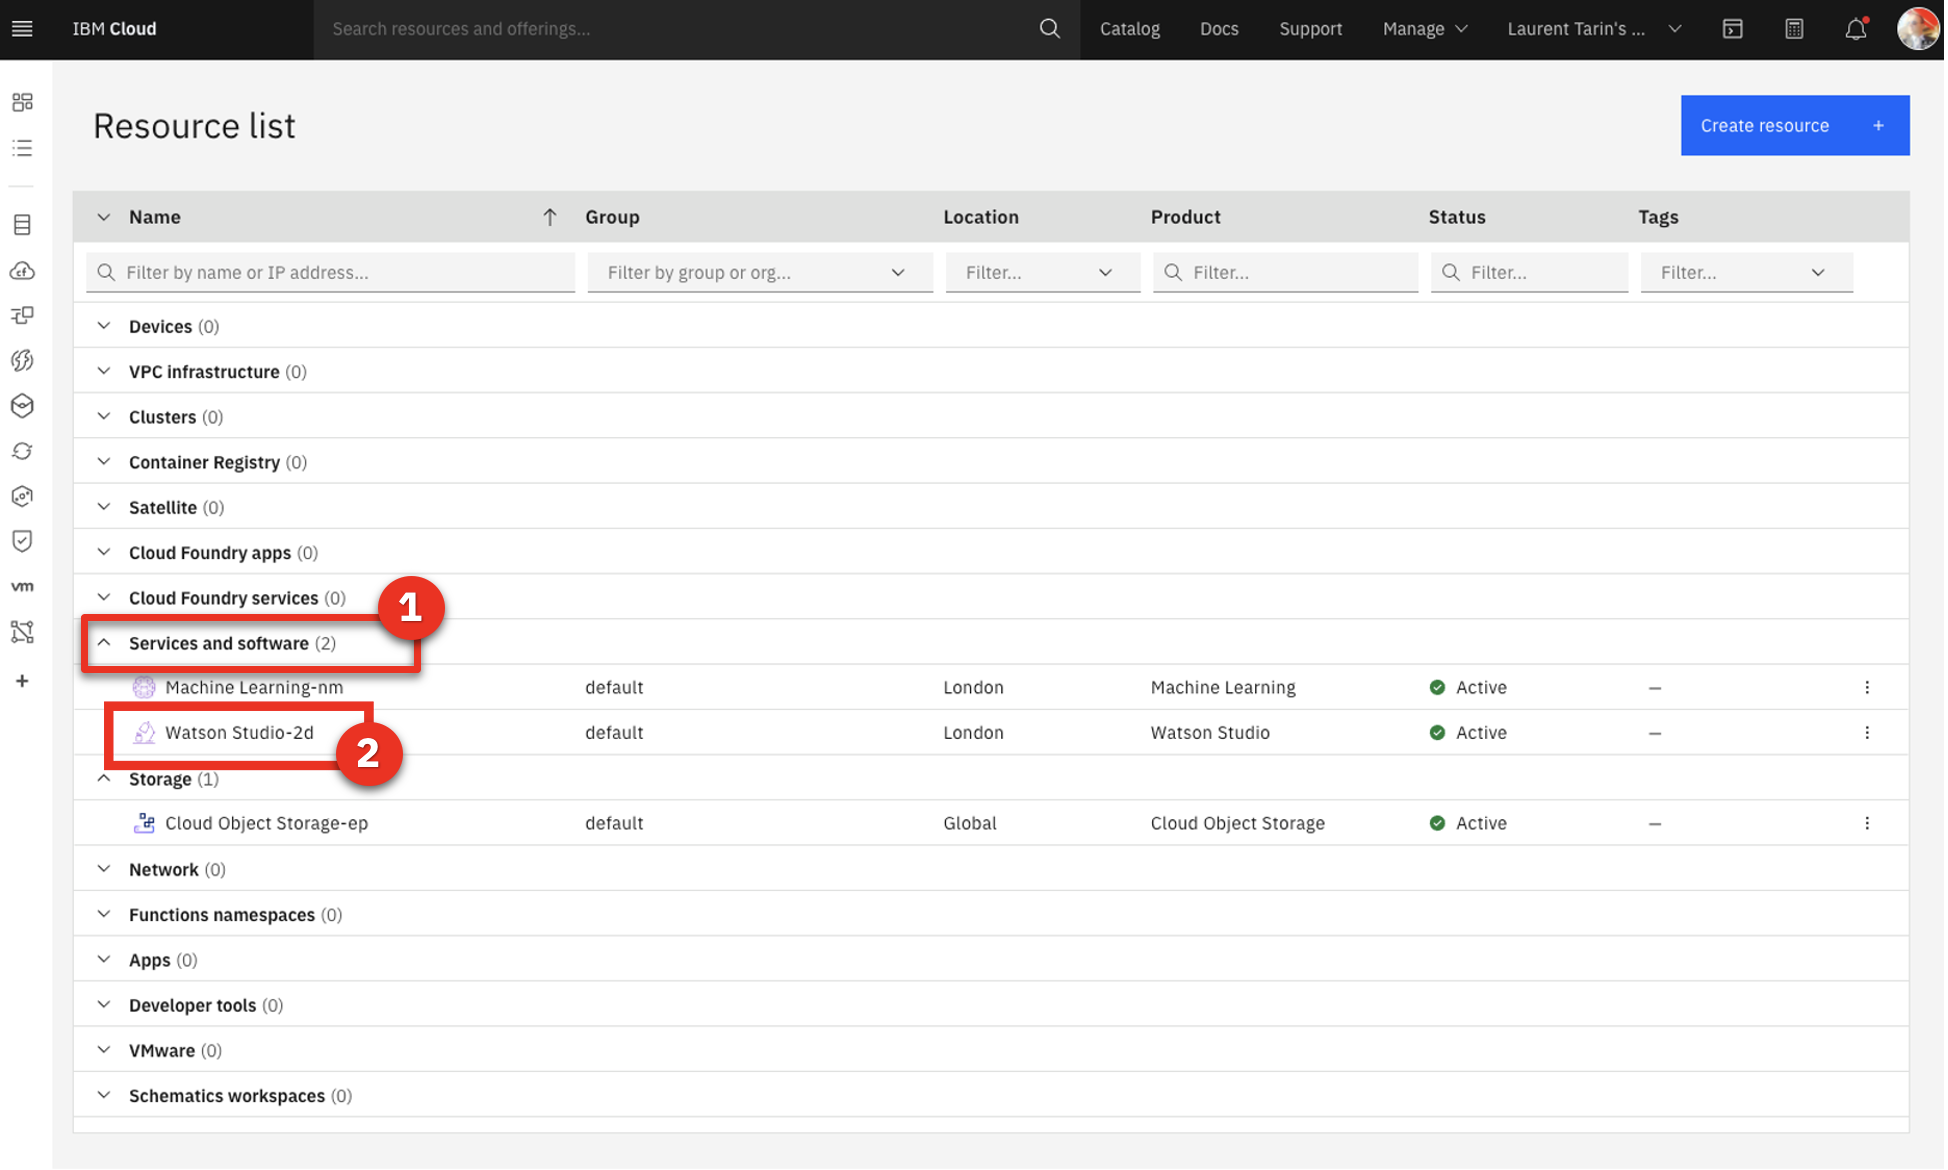 IBM Cloud
Search resources and offerings...
Catalog
Docs
Support
Manage
Laurent Tarin's ...
Resource list
Create resource +
Name
Group
Location
Product
Status
Tags
Filter by name or IP address...
Filter by group or org...
Filter...
Filter...
Filter...
Filter...
Devices (0)
VPC infrastructure (0)
Clusters (0)
Container Registry (0)
Satellite (0)
Cloud Foundry apps (0)
Cloud Foundry services (0)
1
Services and software (2)
Machine Learning-nm default London Machine Learning Active –
Watson Studio-2d default London Watson Studio Active –
2
Storage (1)
Cloud Object Storage-ep default Global Cloud Object Storage Active –
Network (0)
Functions namespaces (0)
Apps (0)
Developer tools (0)
VMware (0)
Schematics workspaces (0)
cf
vm
+